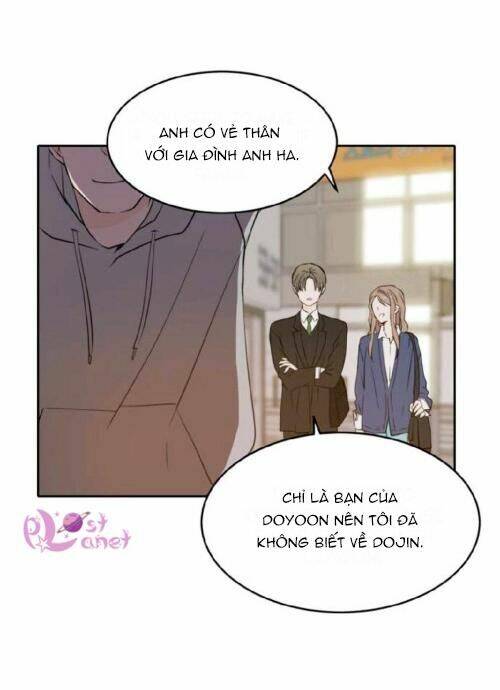 ANH CÓ VẺ THÂN
VỚI GIA ĐÌNH ANH HA.
CHỈ LÀ BẠN CỦA
DOYOON NÊN TÔI ĐÃ
KHÔNG BIẾT VỀ DOJIN.
Lost
Planet